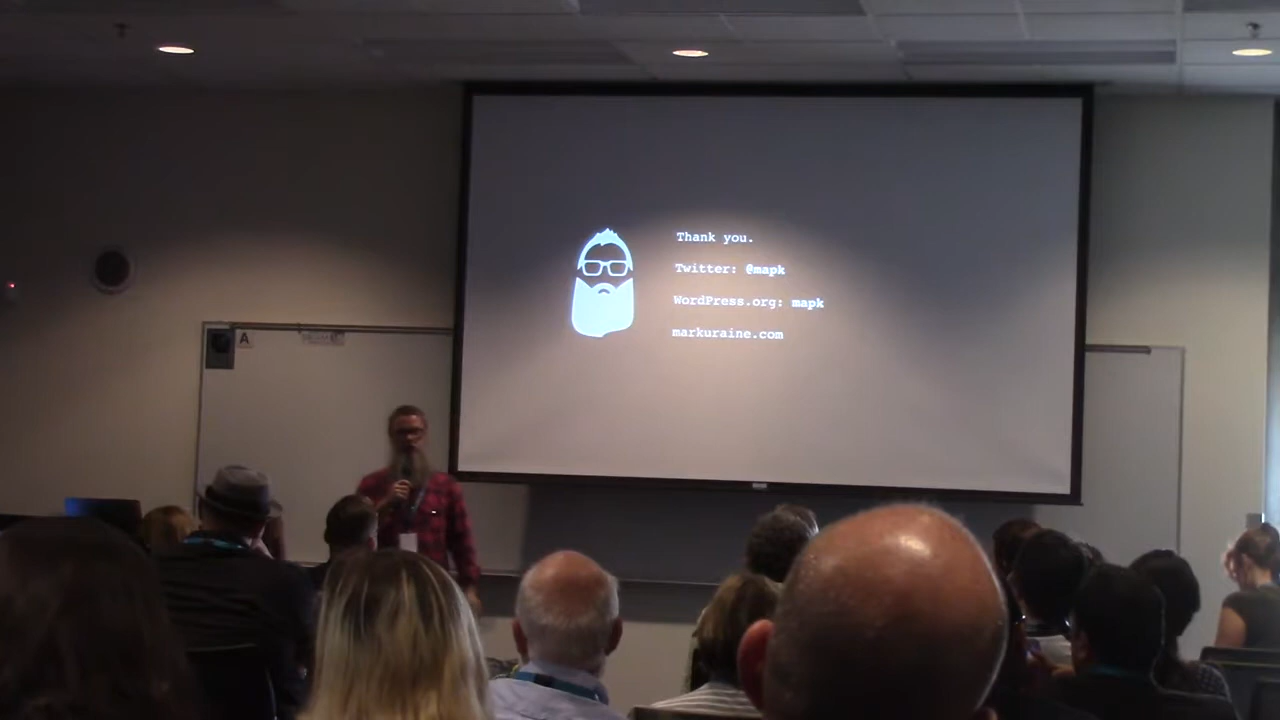 Thank you.
Twitter: @mapk
WordPress.org: mapk
markuraine.com
A